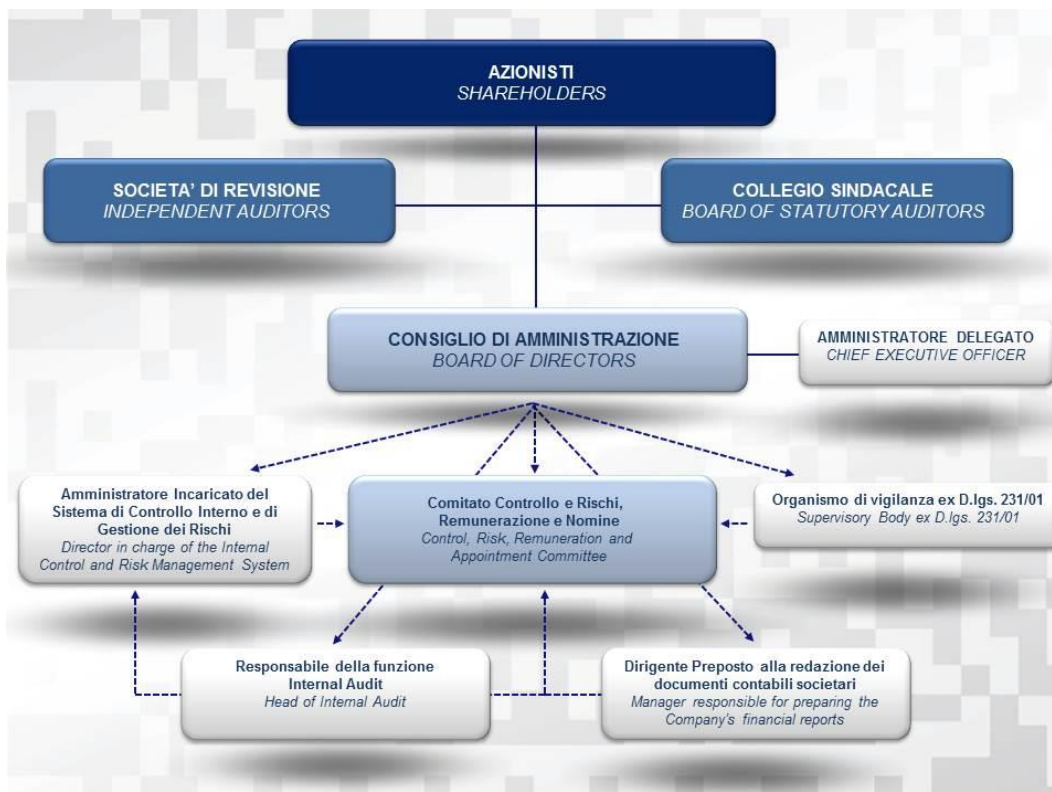 AZIONISTI
SHAREHOLDERS
SOCIETA' DI REVISIONE
INDEPENDENT AUDITORS
COLLEGIO SINDACALE
BOARD OF STATUTORY AUDITORS
CONSIGLIO DI AMMINISTRAZIONE
BOARD OF DIRECTORS
AMMINISTRATORE DELEGATO
CHIEF EXECUTIVE OFFICER
Amministratore Incaricato del
Sistema di Controllo Interno e di
Gestione dei Rischi
Director in charge of the Internal
Control and Risk Management System
Comitato Controllo e Rischi,
Remunerazione e Nomine
Control, Risk, Remuneration and
Appointment Committee
Organismo di vigilanza ex D.lgs. 231/01
Supervisory Body ex D.lgs. 231/01
Responsabile della funzione
Internal Audit
Head of Internal Audit
Dirigente Preposto alla redazione dei
documenti contabili societari
Manager responsible for preparing the
Company's financial reports